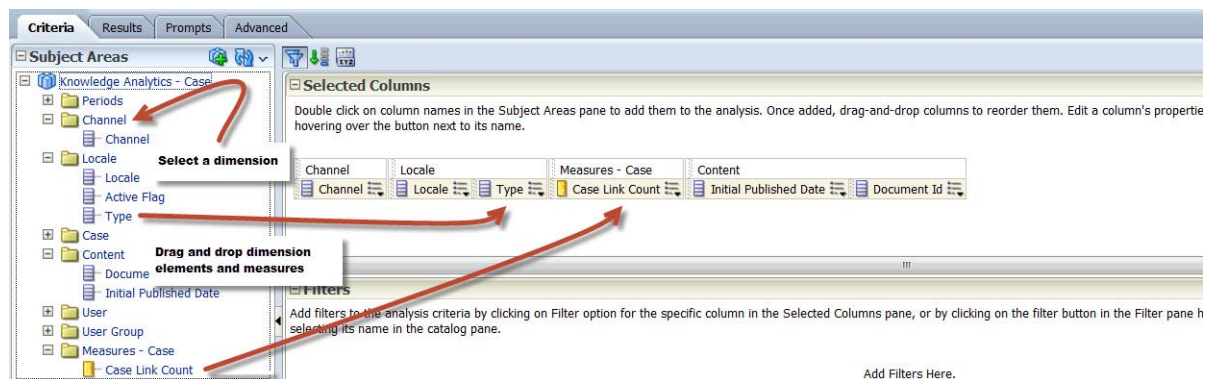 Criteria Results Prompts Advanced
Subject Areas
Knowledge Analytics - Case
Periods
Channel
Channel
Locale
Locale
Active Flag
Type
Case
Content
Docume
Initial Published Date
User
User Group
Measures - Case
Case Link Count
Select a dimension
Drag and drop dimension
elements and measures
Selected Columns
Double click on column names in the Subject Areas pane to add them to the analysis. Once added, drag-and-drop columns to reorder them. Edit a column's propertie
hovering over the button next to its name.
Channel Locale Measures - Case Content
Channel Locale Type Case Link Count Initial Published Date Document Id
Filters
Add filters to the analysis criteria by clicking on Filter option for the specific column in the Selected Columns pane, or by clicking on the filter button in the Filter pane h
selecting its name in the catalog pane.
Add Filters Here.